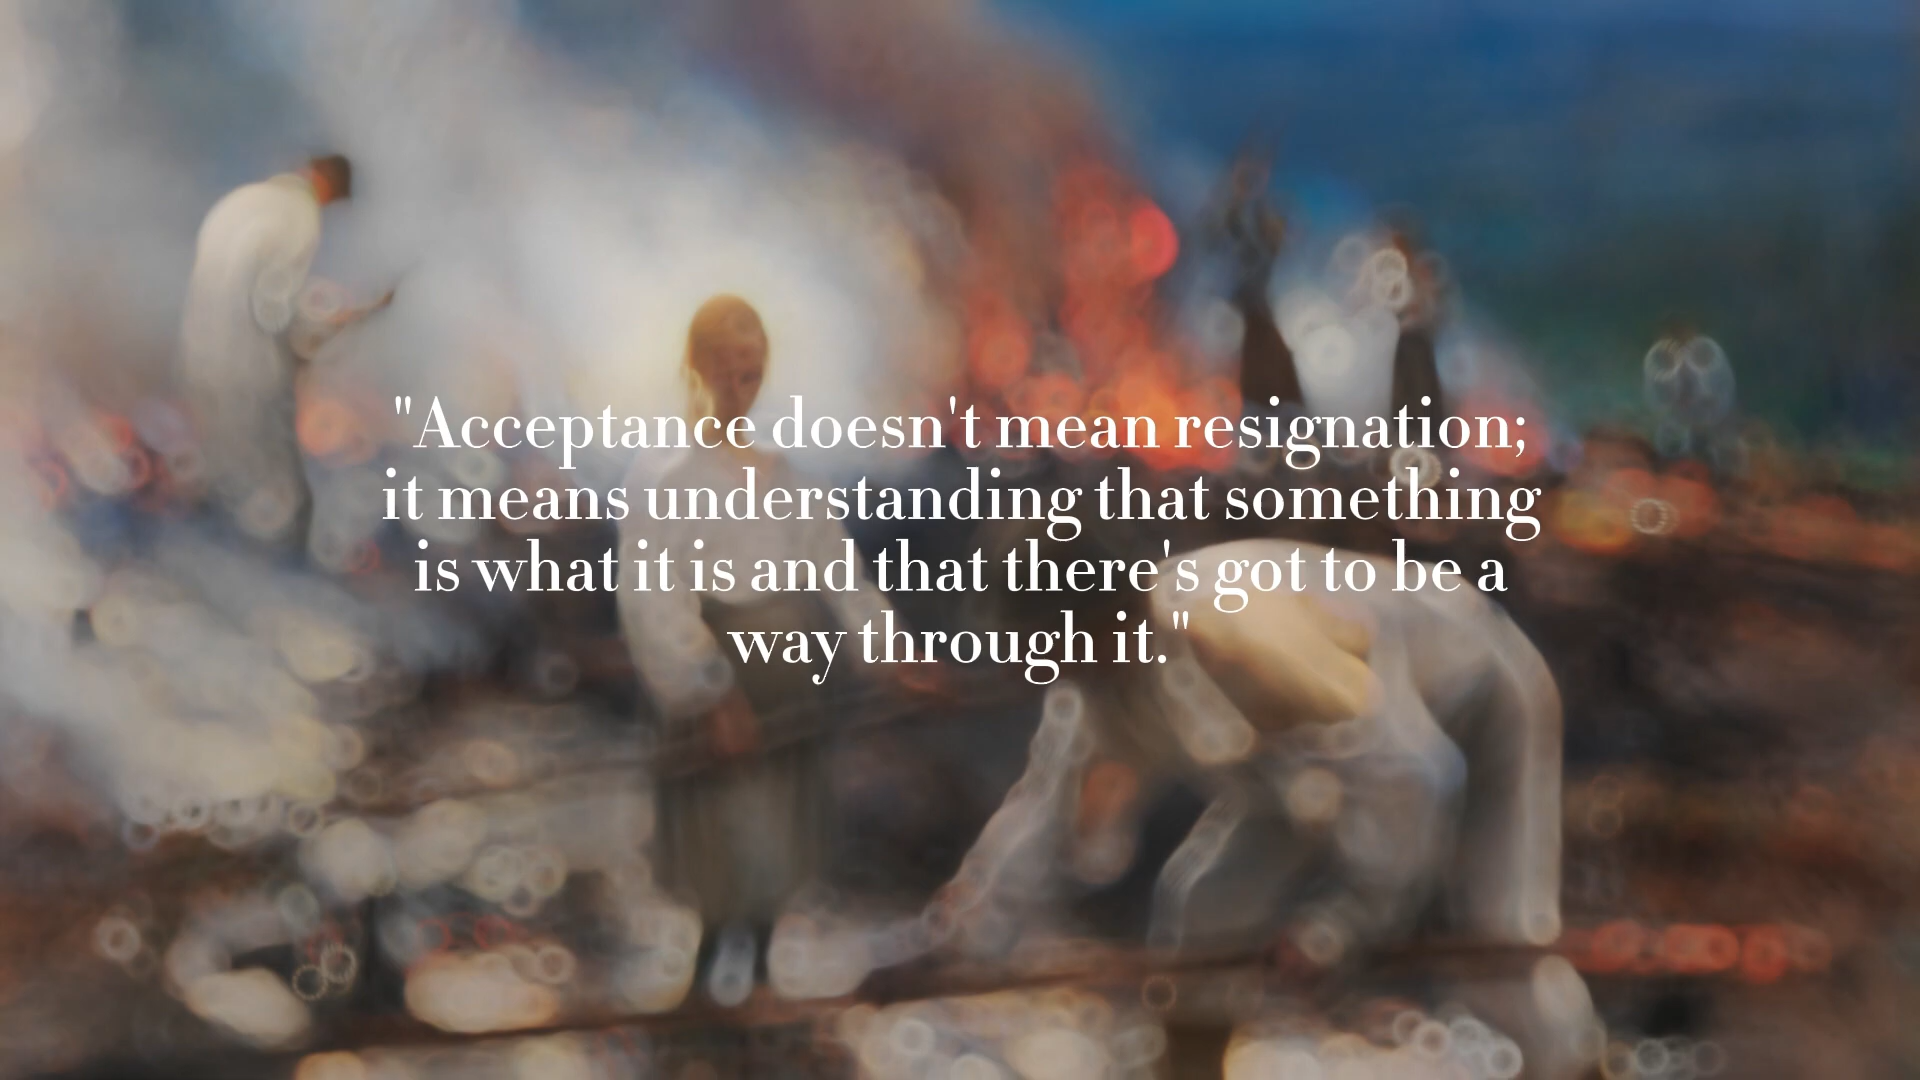 "Acceptance doesn't mean resignation;
it means understanding that something
is what it is and that there's got to be a
way through it."